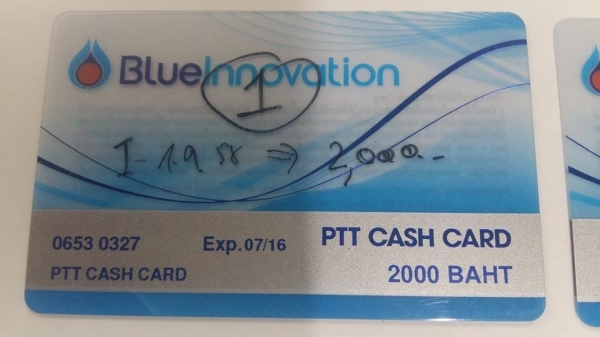 BlueInnovation
1
I - 1.9.58 ⇒ 2,000.-
0653 0327 Exp.07/16 PTT CASH CARD
PTT CASH CARD 2000 BAHT